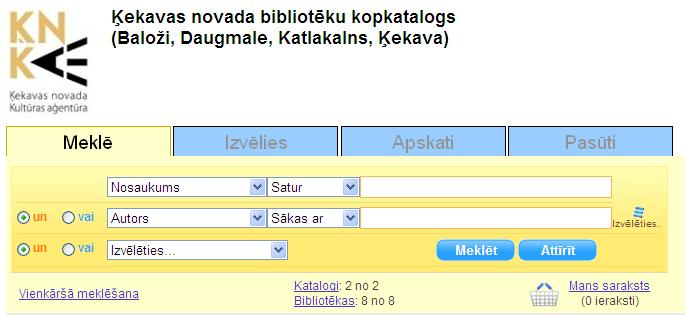 Ķekavas novada bibliotēku kopkatalogs
(Baloži, Daugmale, Katlakalns, Ķekava)
KN
KA
Ķekavas novada
Kultūras aģentūra
Meklē
Izvēlies
Apskati
Pasūti
Nosaukums Satur
un vai Autors Sākas ar Izvēlēties..
un vai Izvēlēties... Meklēt Attīrīt
Vienkāršā meklēšana
Katalogi: 2 no 2
Bibliotēkas: 8 no 8
Mans saraksts
(0 ieraksti)